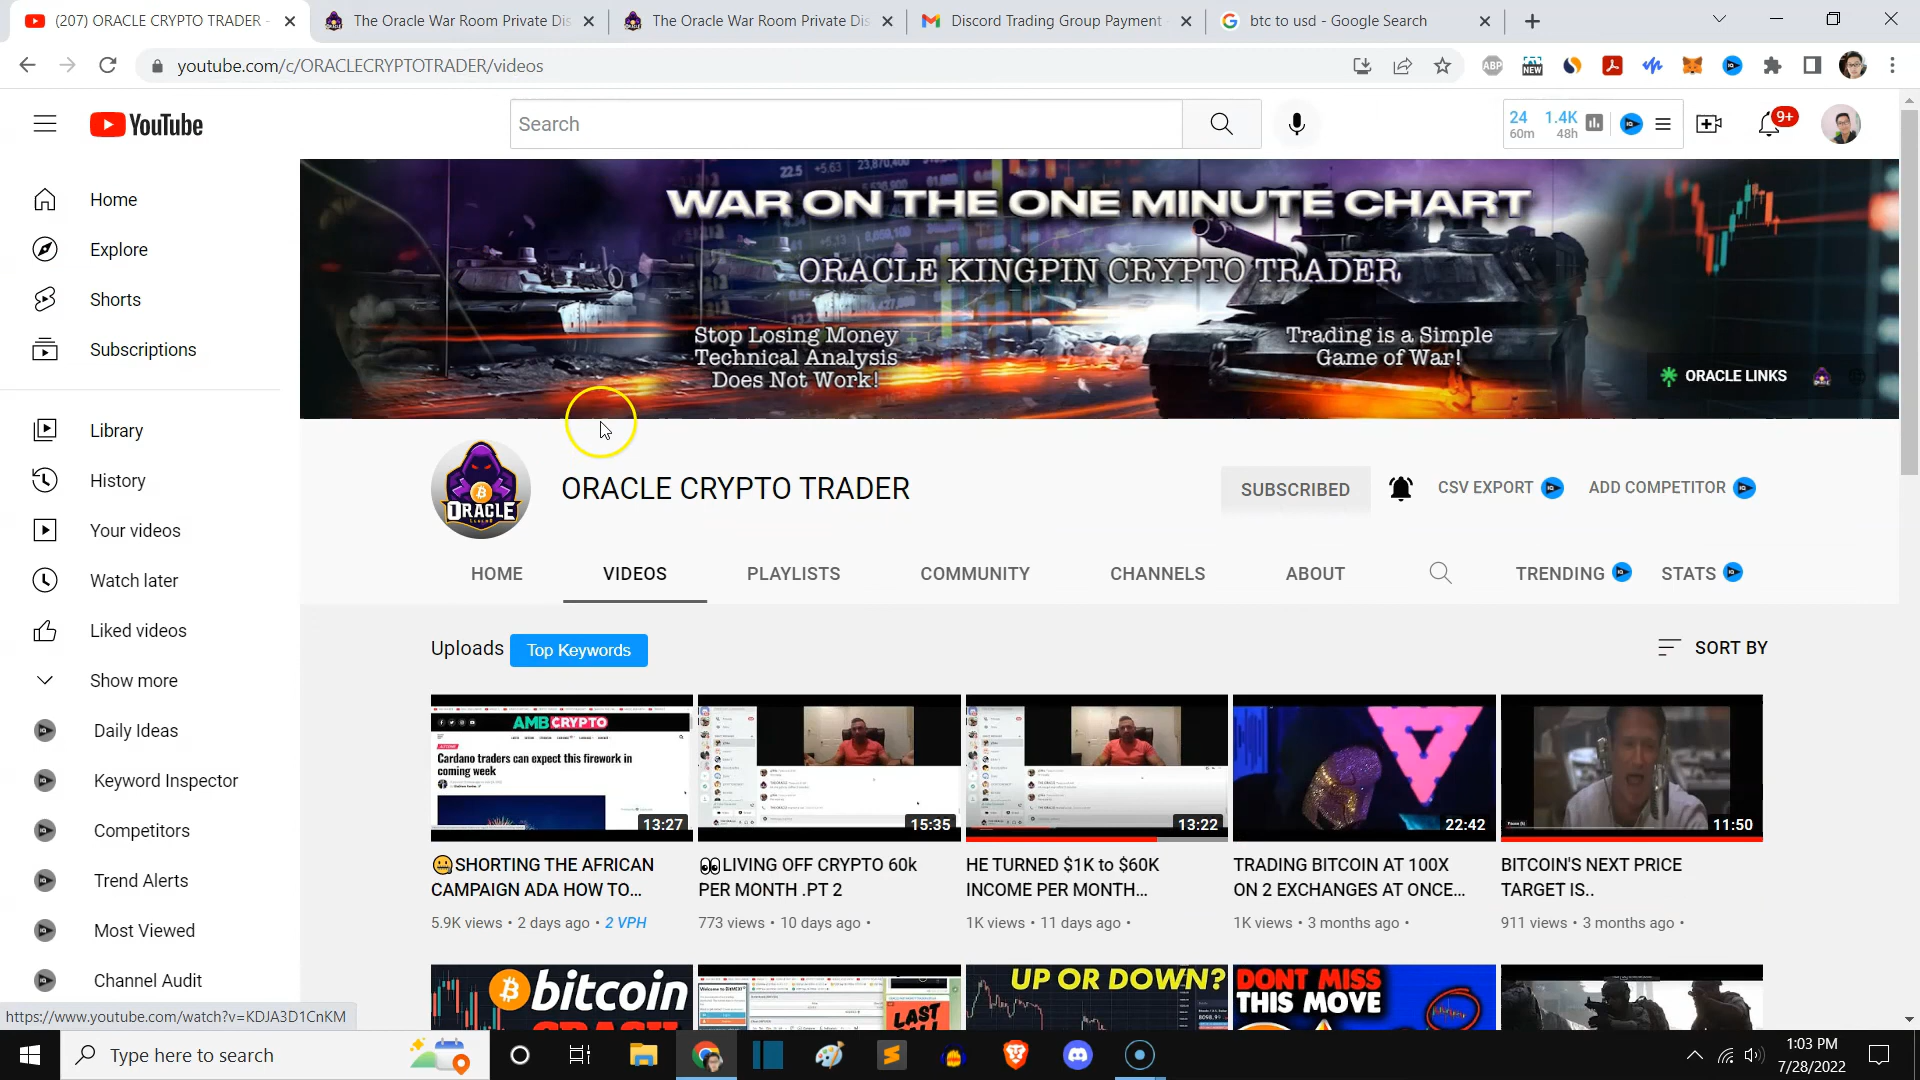 (207) ORACLE CRYPTO TRADER -
The Oracle War Room Private Dis
The Oracle War Room Private Dis
Discord Trading Group Payment
btc to usd - Google Search
youtube.com/c/ORACLECRYPTOTRADER/videos
ABP
NEW
YouTube
Search
24
60m
1.4K
48h
9+
Home
Explore
Shorts
Subscriptions
Library
History
Your videos
Watch later
Liked videos
Show more
Daily Ideas
Keyword Inspector
Competitors
Trend Alerts
Most Viewed
Channel Audit
WAR ON THE ONE MINUTE CHART
ORACLE KINGPIN CRYPTO TRADER
Stop Losing Money
Technical Analysis
Does Not Work!
Trading is a Simple
Game of War!
ORACLE LINKS
ORACLE
ORACLE CRYPTO TRADER
SUBSCRIBED
CSV EXPORT
ADD COMPETITOR
HOME
VIDEOS
PLAYLISTS
COMMUNITY
CHANNELS
ABOUT
TRENDING
STATS
Uploads
Top Keywords
SORT BY
AMBCRYPTO
Cardano traders can expect this firework in
coming week
13:27
15:35
13:22
22:42
11:50
SHORTING THE AFRICAN
CAMPAIGN ADA HOW TO...
5.9K views • 2 days ago • 2 VPH
LIVING OFF CRYPTO 60k
PER MONTH .PT 2
773 views • 10 days ago •
HE TURNED $1K to $60K
INCOME PER MONTH...
1K views • 11 days ago •
TRADING BITCOIN AT 100X
ON 2 EXCHANGES AT ONCE...
1K views • 3 months ago •
BITCOIN'S NEXT PRICE
TARGET IS..
911 views • 3 months ago •
bitcoin
CRASH
LAST
UP OR DOWN?
DONT MISS
THIS MOVE
https://www.youtube.com/watch?v=KDJA3D1CnKM
Type here to search
1:03 PM
7/28/2022